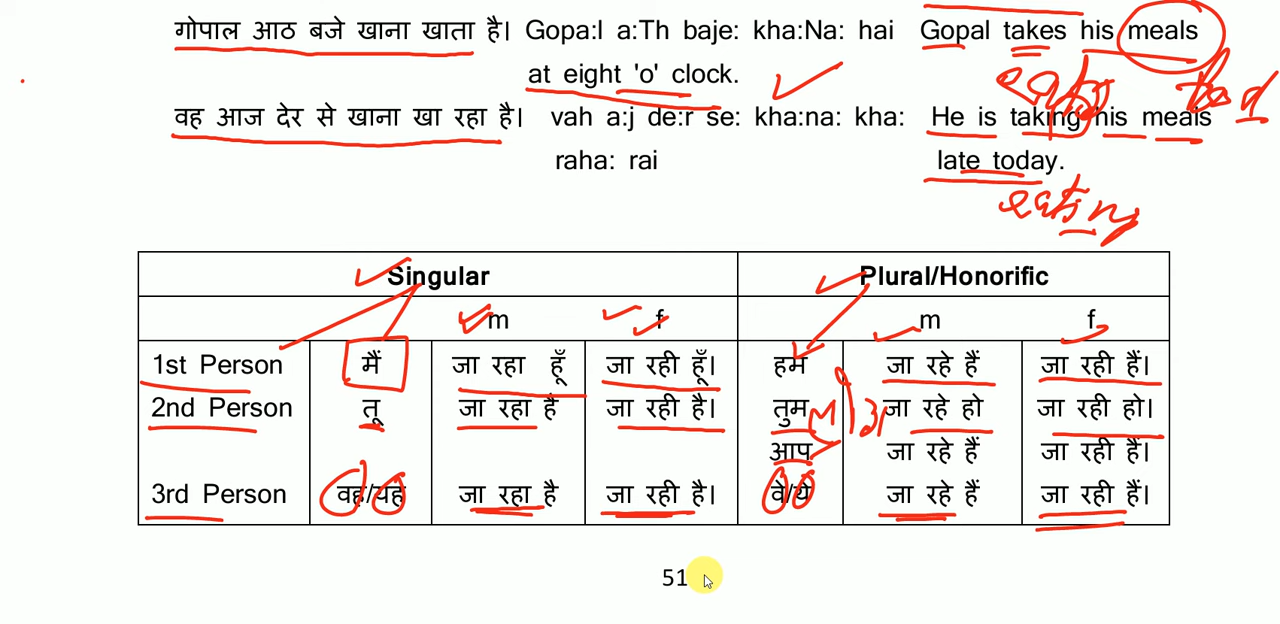 गोपाल आठ बजे खाना खाता है। Gopa:l a:Th baje: kha:Na: hai Gopal takes his meals
at eight 'o' clock.
वह आज देर से खाना खा रहा है। vah a:j de:r se: kha:na: kha: He is taking his meals
raha: rai late today.
eating
Singular Plural/Honorific
m f m f
1st Person मैं जा रहा हूँ जा रही हूँ। हम जा रहे हैं जा रही हैं।
2nd Person तू जा रहा है जा रही है। तुम जा रहे हो जा रही हो।
आप जा रहे हैं जा रही हैं।
3rd Person वह/यह जा रहा है जा रही है। वे/ये जा रहे हैं जा रही हैं।
51